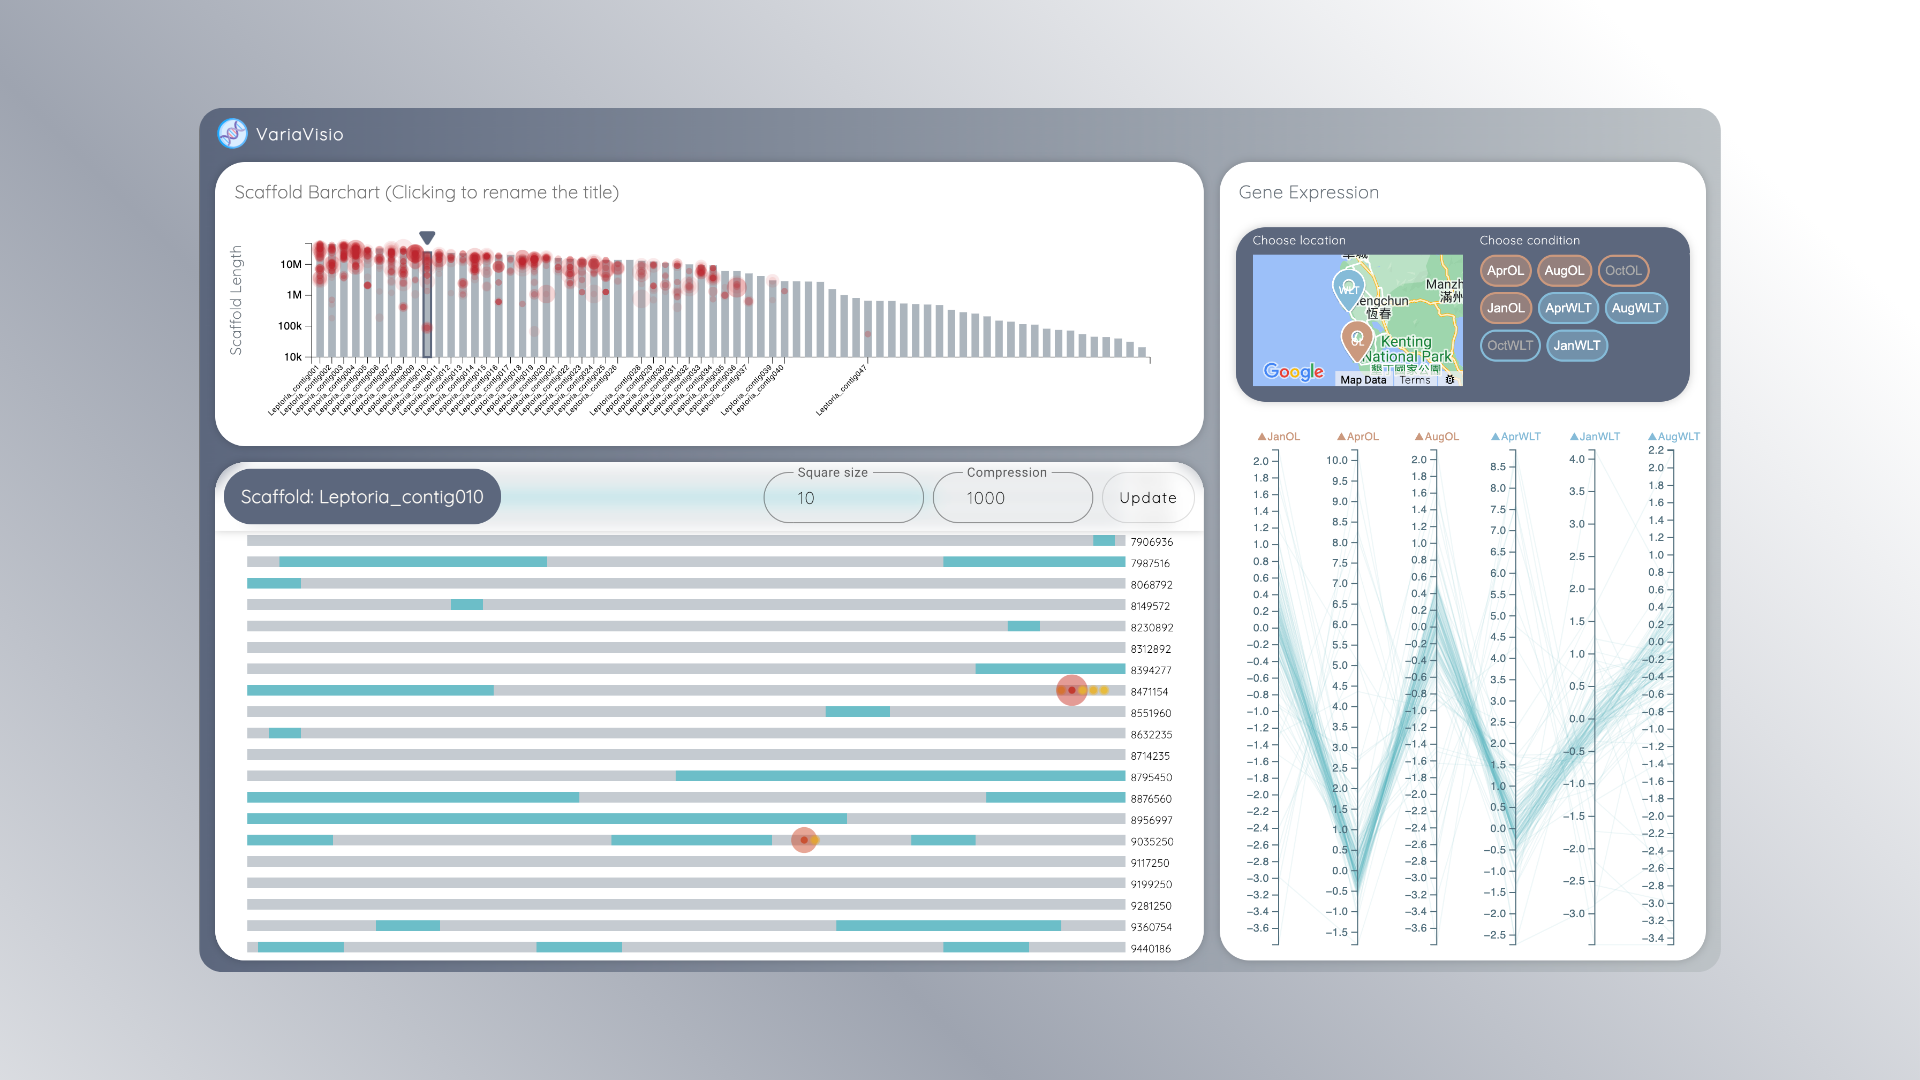 VariaVisio
Scaffold Barchart (Clicking to rename the title)
Scaffold Length
10M
1M
100k
10k
Leptoria_contig001
Leptoria_contig002
Leptoria_contig003
Leptoria_contig004
Leptoria_contig005
Leptoria_contig006
Leptoria_contig007
Leptoria_contig008
Leptoria_contig009
Leptoria_contig010
Leptoria_contig011
Leptoria_contig012
Leptoria_contig013
Leptoria_contig014
Leptoria_contig015
Leptoria_contig016
Leptoria_contig017
Leptoria_contig018
Leptoria_contig019
Leptoria_contig020
Leptoria_contig021
Leptoria_contig022
Leptoria_contig023
Leptoria_contig024
Leptoria_contig025
Leptoria_contig026
Leptoria_contig028
Leptoria_contig029
Leptoria_contig030
Leptoria_contig031
Leptoria_contig032
Leptoria_contig033
Leptoria_contig034
Leptoria_contig035
Leptoria_contig036
Leptoria_contig037
Leptoria_contig039
Leptoria_contig040
Leptoria_contig047
Scaffold: Leptoria_contig010
Square size
10
Compression
1000
Update
7906936
7987516
8068792
8149572
8230892
8312892
8394277
8471154
8551960
8632235
8714235
8795450
8876560
8956997
9035250
9117250
9199250
9281250
9360754
9440186
Gene Expression
Choose location
WLT
engchun
恆春
Manzh
滿州
OL
Kenting
National Park
墾丁國家公園
Google
Map Data
Terms
Choose condition
AprOL
AugOL
OctOL
JanOL
AprWLT
AugWLT
OctWLT
JanWLT
▲JanOL
2.0
1.8
1.6
1.4
1.2
1.0
0.8
0.6
0.4
0.2
0.0
−0.2
−0.4
−0.6
−0.8
−1.0
−1.2
−1.4
−1.6
−1.8
−2.0
−2.2
−2.4
−2.6
−2.8
−3.0
−3.2
−3.4
−3.6
▲AprOL
10.0
9.5
9.0
8.5
8.0
7.5
7.0
6.5
6.0
5.5
5.0
4.5
4.0
3.5
3.0
2.5
2.0
1.5
1.0
0.5
0.0
−0.5
−1.0
−1.5
▲AugOL
2.0
1.8
1.6
1.4
1.2
1.0
0.8
0.6
0.4
0.2
0.0
−0.2
−0.4
−0.6
−0.8
−1.0
−1.2
−1.4
−1.6
−1.8
−2.0
−2.2
−2.4
−2.6
−2.8
−3.0
−3.2
−3.4
−3.6
▲AprWLT
8.5
8.0
7.5
7.0
6.5
6.0
5.5
5.0
4.5
4.0
3.5
3.0
2.5
2.0
1.5
1.0
0.5
0.0
−0.5
−1.0
−1.5
−2.0
−2.5
▲JanWLT
4.0
3.5
3.0
2.5
2.0
1.5
1.0
0.5
0.0
−0.5
−1.0
−1.5
−2.0
−2.5
−3.0
▲AugWLT
2.2
2.0
1.8
1.6
1.4
1.2
1.0
0.8
0.6
0.4
0.2
0.0
−0.2
−0.4
−0.6
−0.8
−1.0
−1.2
−1.4
−1.6
−1.8
−2.0
−2.2
−2.4
−2.6
−2.8
−3.0
−3.2
−3.4